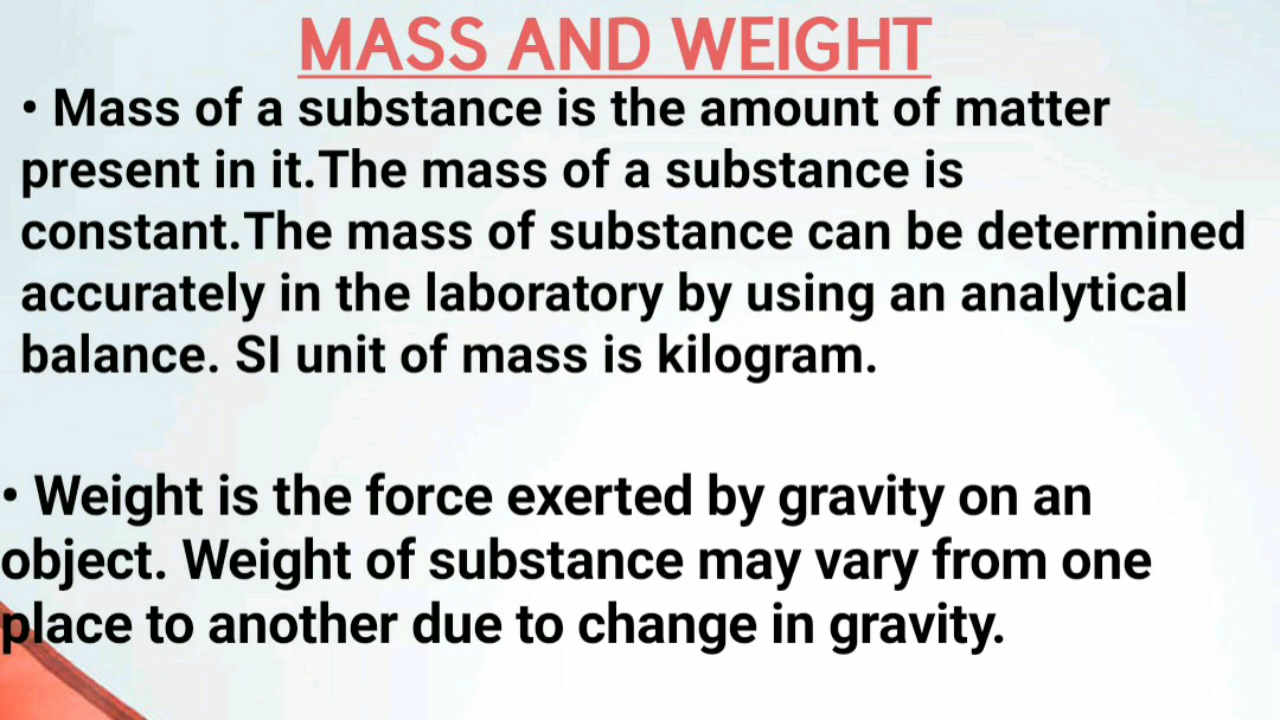 MASS AND WEIGHT
• Mass of a substance is the amount of matter
present in it.The mass of a substance is
constant.The mass of substance can be determined
accurately in the laboratory by using an analytical
balance. SI unit of mass is kilogram.
• Weight is the force exerted by gravity on an
object. Weight of substance may vary from one
place to another due to change in gravity.